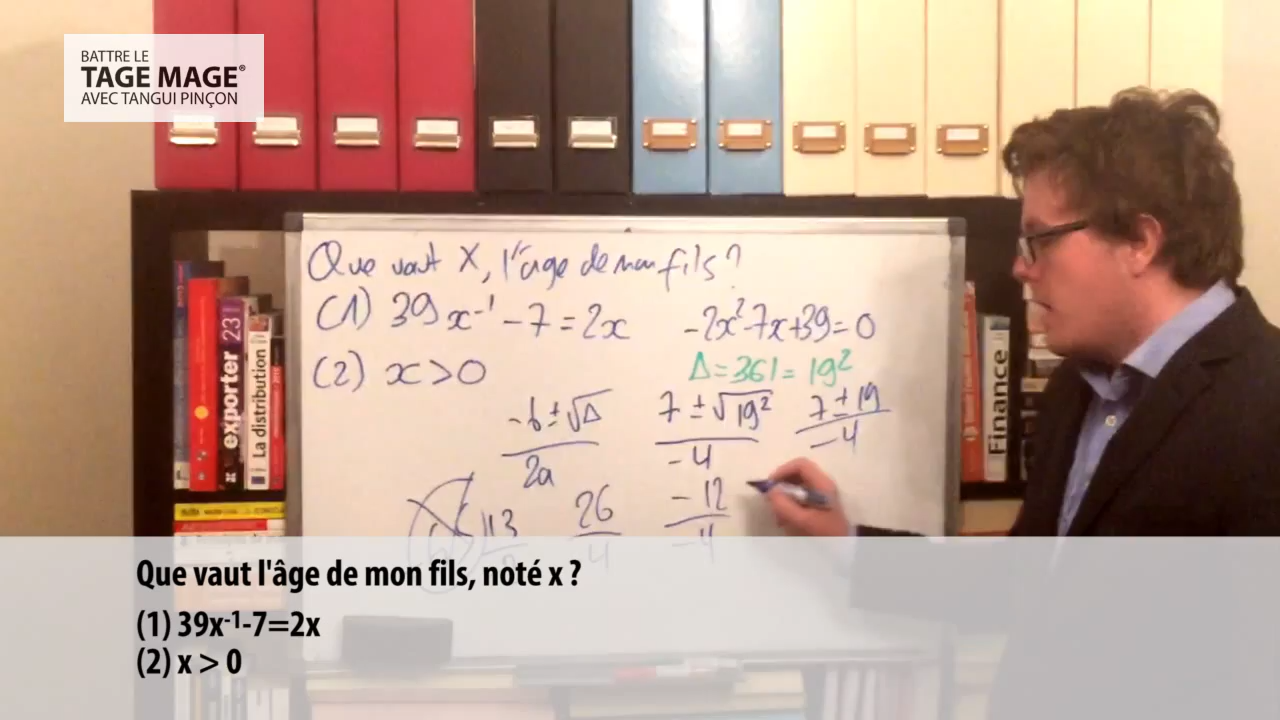 BATTRE LE
TAGE MAGE®
AVEC TANGUI PINÇON
Que vaut x, l'âge de mon fils?
(1) 39x⁻¹ - 7 = 2x
-2x²-7x+39=0
(2) x>0
Δ=361=19²
-b±√Δ / 2a
7±√19² / -4
7±19 / -4
13
26 / 4
-12 / -4
exporter
23
La distribution
Finance
Que vaut l'âge de mon fils, noté x ?
(1) 39x⁻¹-7=2x
(2) x > 0